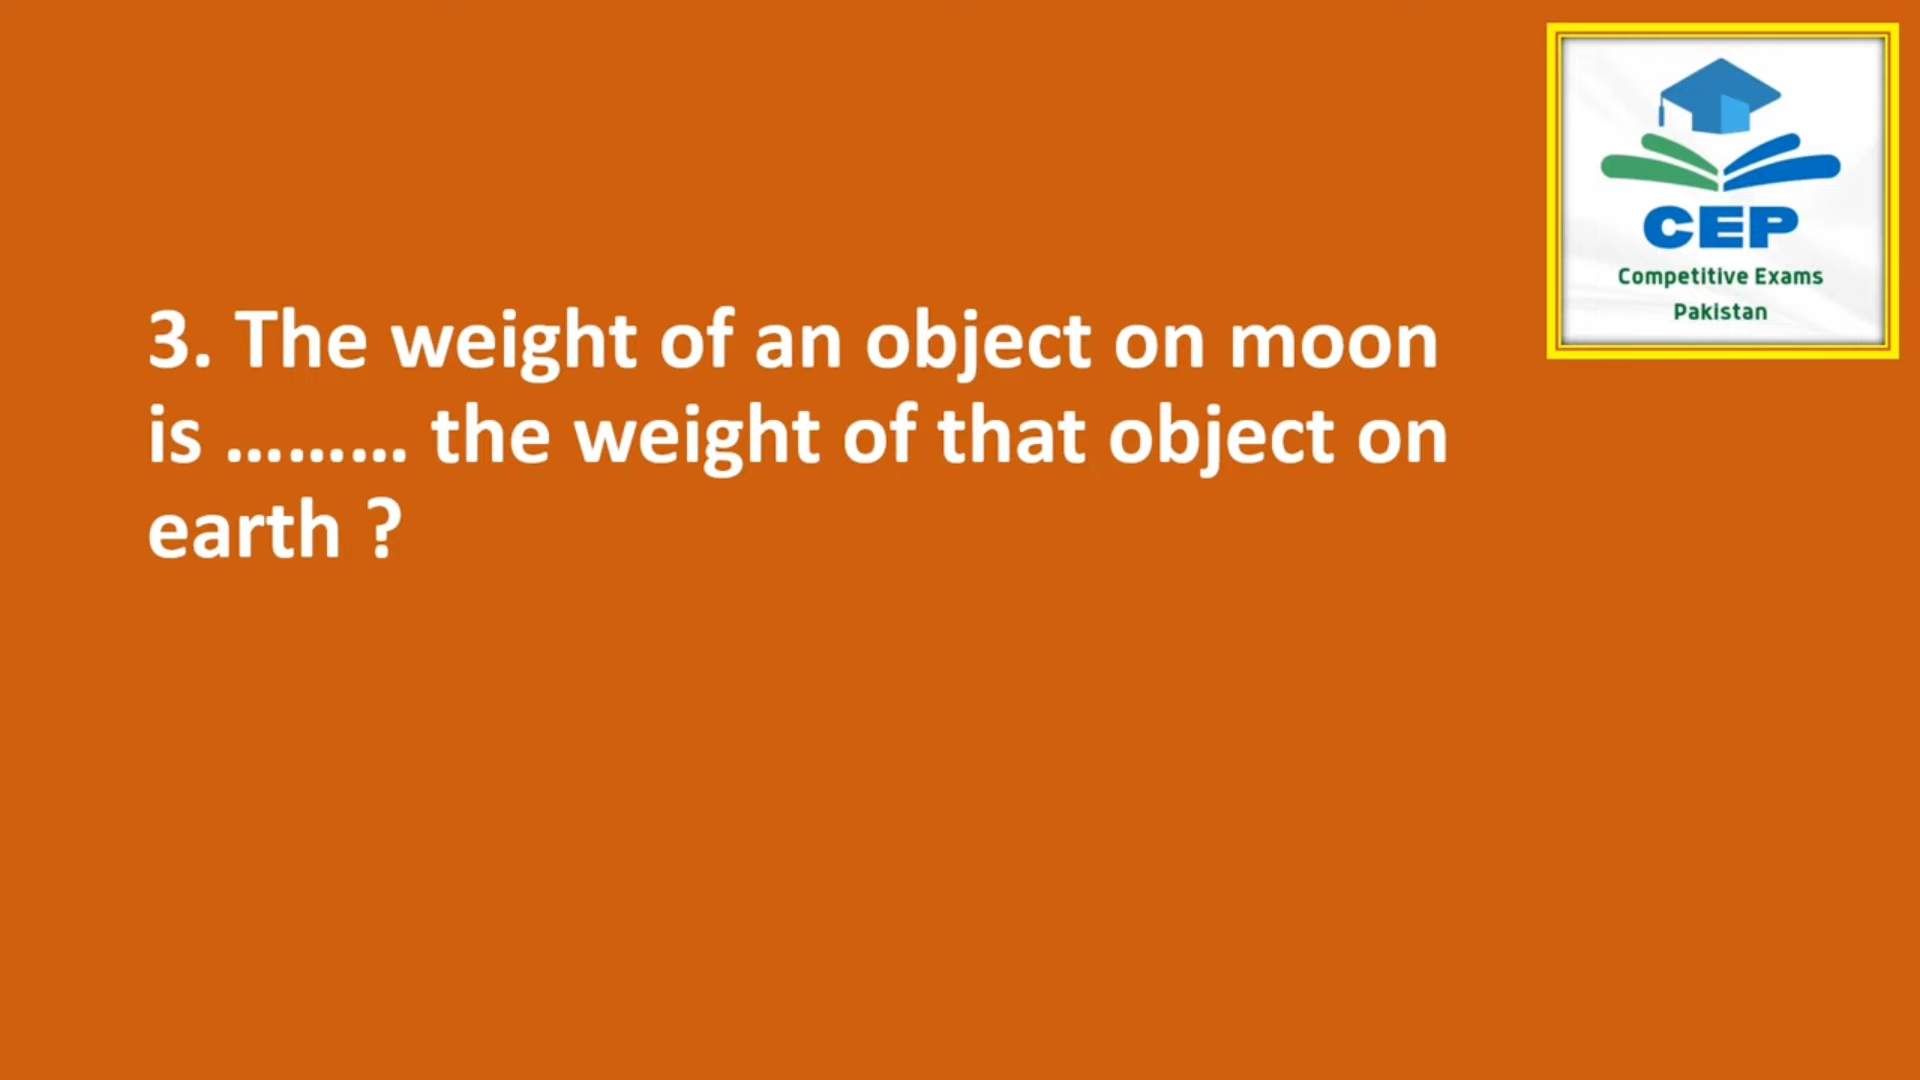 CEP
Competitive Exams
Pakistan
3. The weight of an object on moon
is ......... the weight of that object on
earth ?